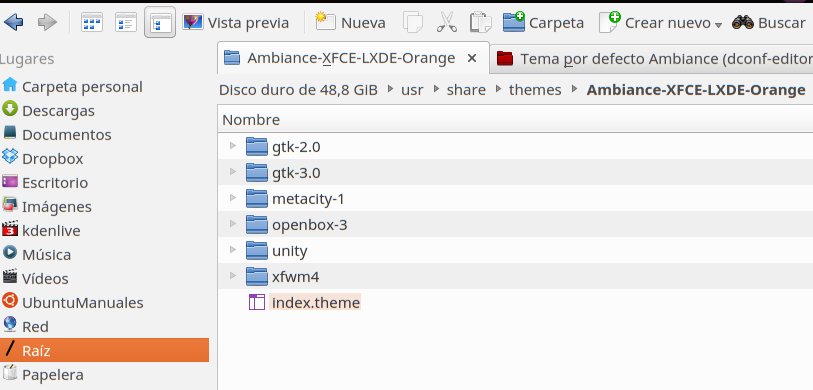 Vista previa Nueva Carpeta Crear nuevo Buscar
Lugares
Carpeta personal
Descargas
Documentos
Dropbox
Escritorio
Imágenes
kdenlive
Música
Vídeos
UbuntuManuales
Red
Raíz
Papelera
Ambiance-XFCE-LXDE-Orange
Tema por defecto Ambiance (dconf-editor
Disco duro de 48,8 GiB usr share themes Ambiance-XFCE-LXDE-Orange
Nombre
gtk-2.0
gtk-3.0
metacity-1
openbox-3
unity
xfwm4
index.theme